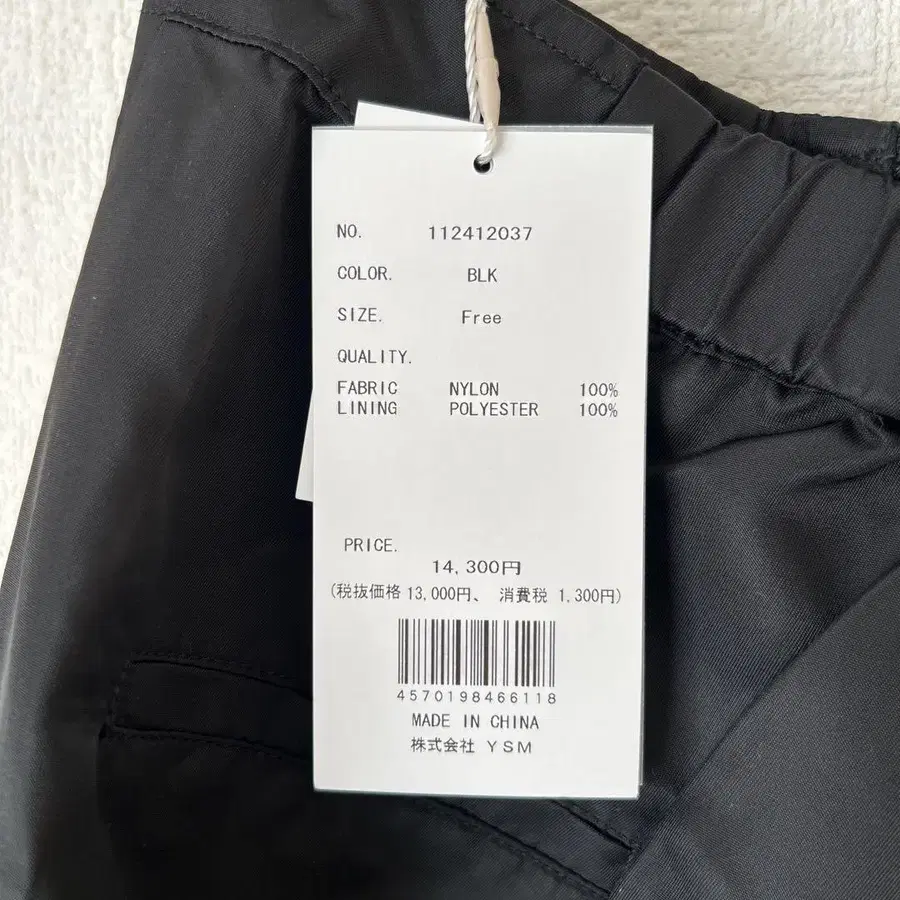 NO. 112412037
COLOR. BLK
SIZE. Free
QUALITY.
FABRIC NYLON 100%
LINING POLYESTER 100%
PRICE.
14,300円
(税抜価格 13,000円、 消費税 1,300円)
4570198466118
MADE IN CHINA
株式会社 YSM